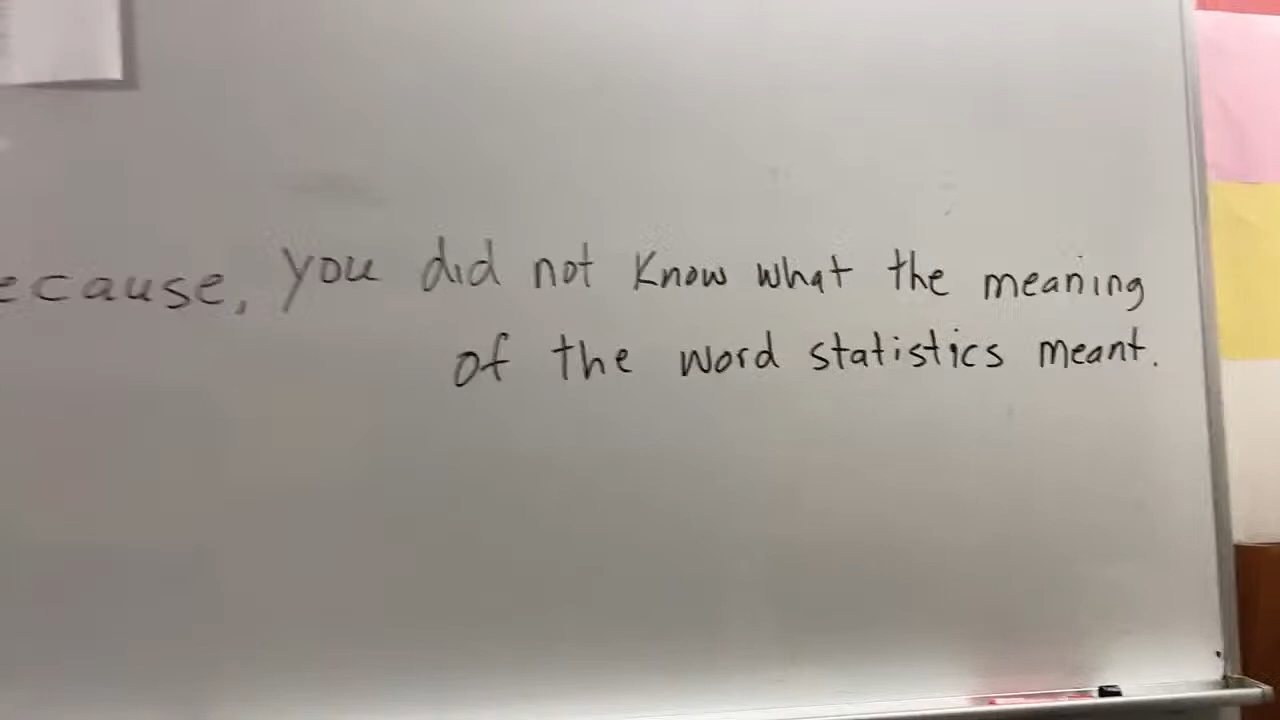 ecause, you did not know what the meaning
of the word statistics meant.